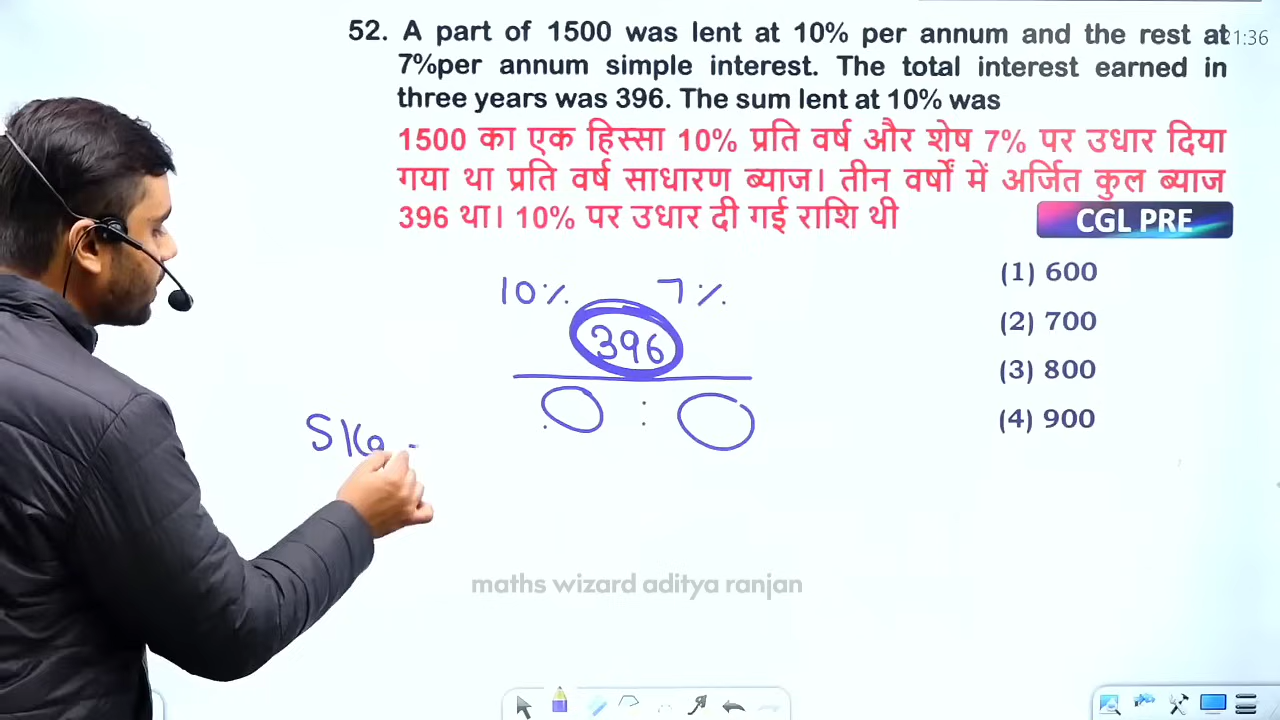 52. A part of 1500 was lent at 10% per annum and the rest at
21:36
7%per annum simple interest. The total interest earned in
three years was 396. The sum lent at 10% was
1500 का एक हिस्सा 10% प्रति वर्ष और शेष 7% पर उधार दिया
गया था प्रति वर्ष साधारण ब्याज। तीन वर्षों में अर्जित कुल ब्याज
396 था। 10% पर उधार दी गई राशि थी
CGL PRE
(1) 600
10% 7%
(2) 700
396
(3) 800
:
(4) 900
maths wizard aditya ranjan